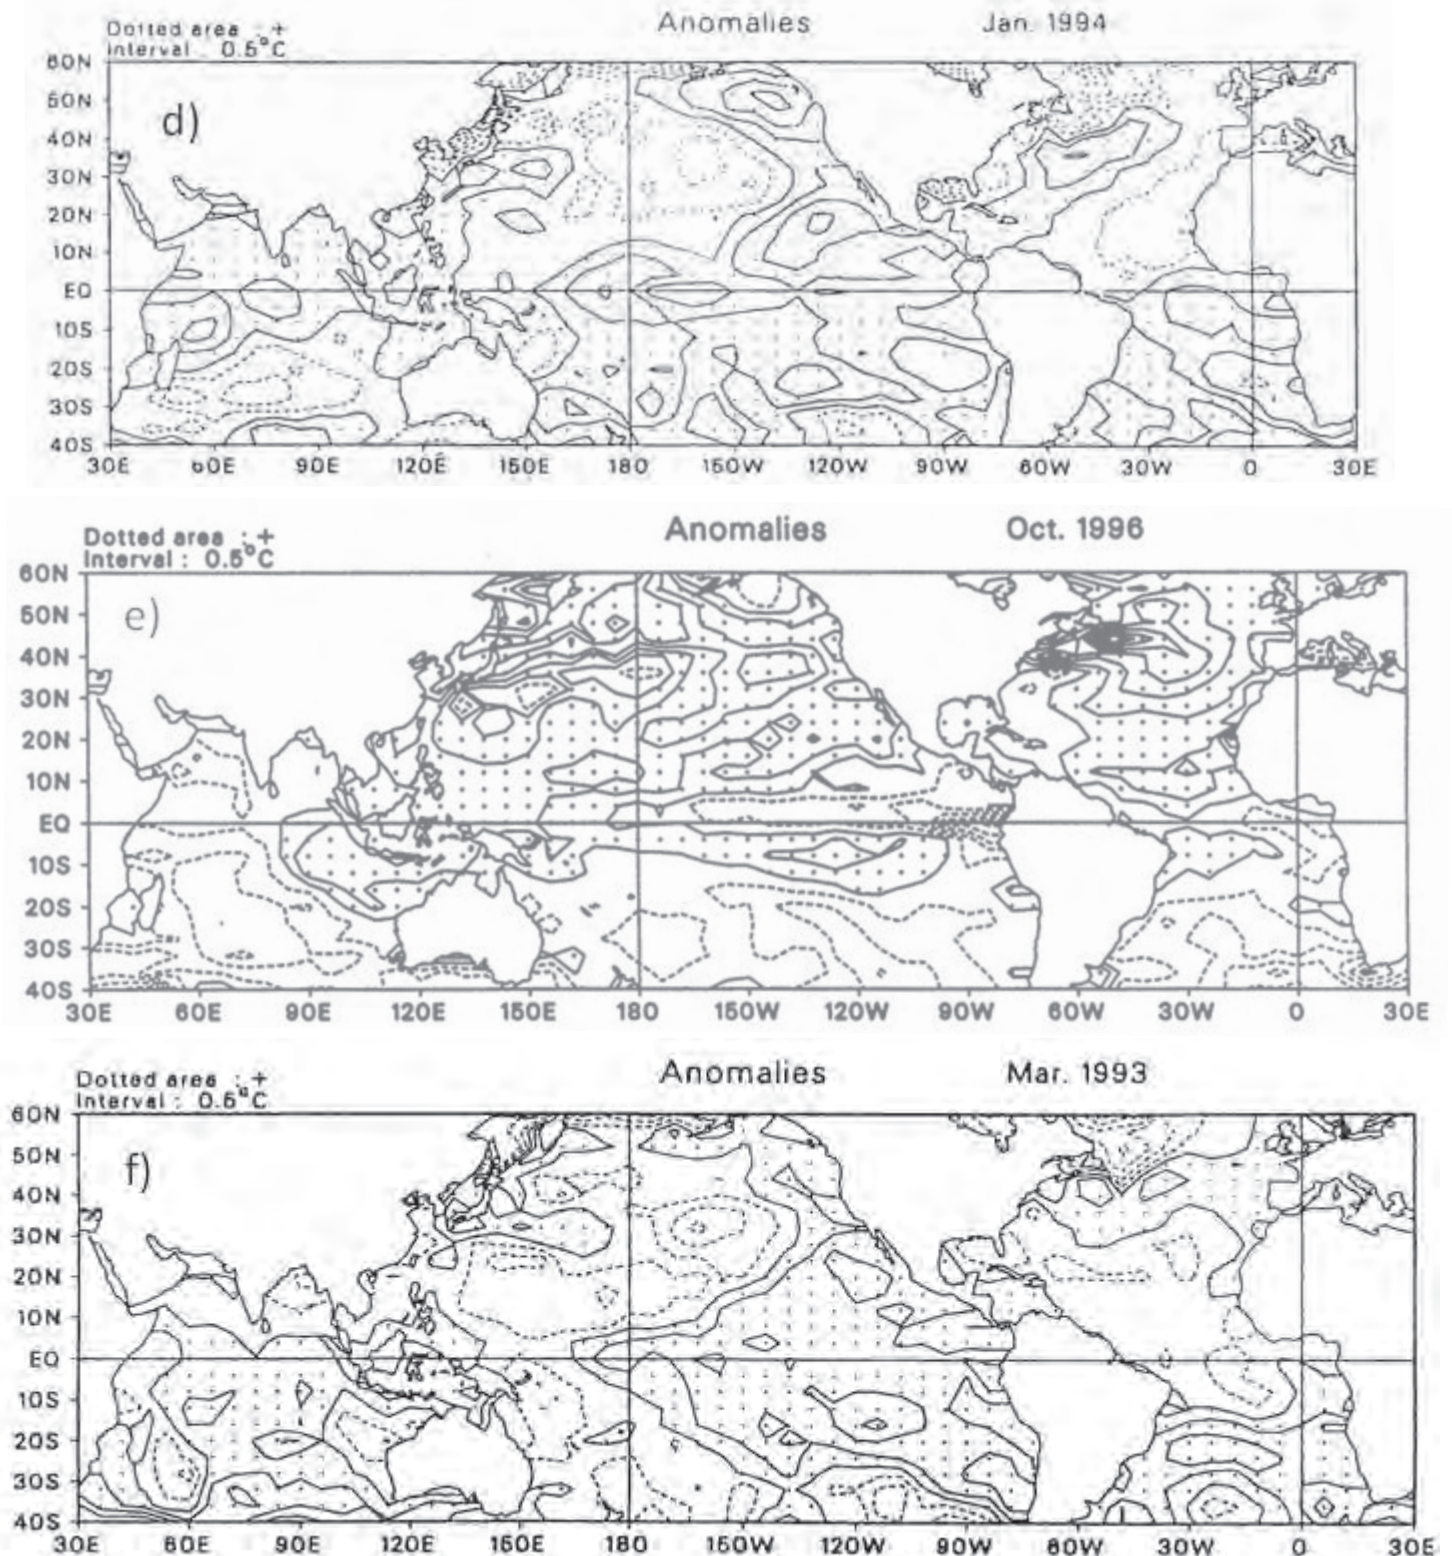 Anomalies Jan. 1994
Dotted area : +
Interval : 0.5°C
60N
50N
d)
40N
30N
20N
10N
EQ
10S
20S
30S
40S
30E 60E 90E 120E 150E 180 150W 120W 90W 60W 30W 0 30E
Anomalies Oct. 1996
Dotted area : +
Interval : 0.5°C
60N
50N
e)
40N
30N
20N
10N
EQ
10S
20S
30S
40S
30E 60E 90E 120E 150E 180 150W 120W 90W 60W 30W 0 30E
Anomalies Mar. 1993
Dotted area : +
Interval : 0.5°C
60N
50N
f)
40N
30N
20N
10N
EQ
10S
20S
30S
40S
30E 60E 90E 120E 150E 180 150W 120W 90W 60W 30W 0 30E